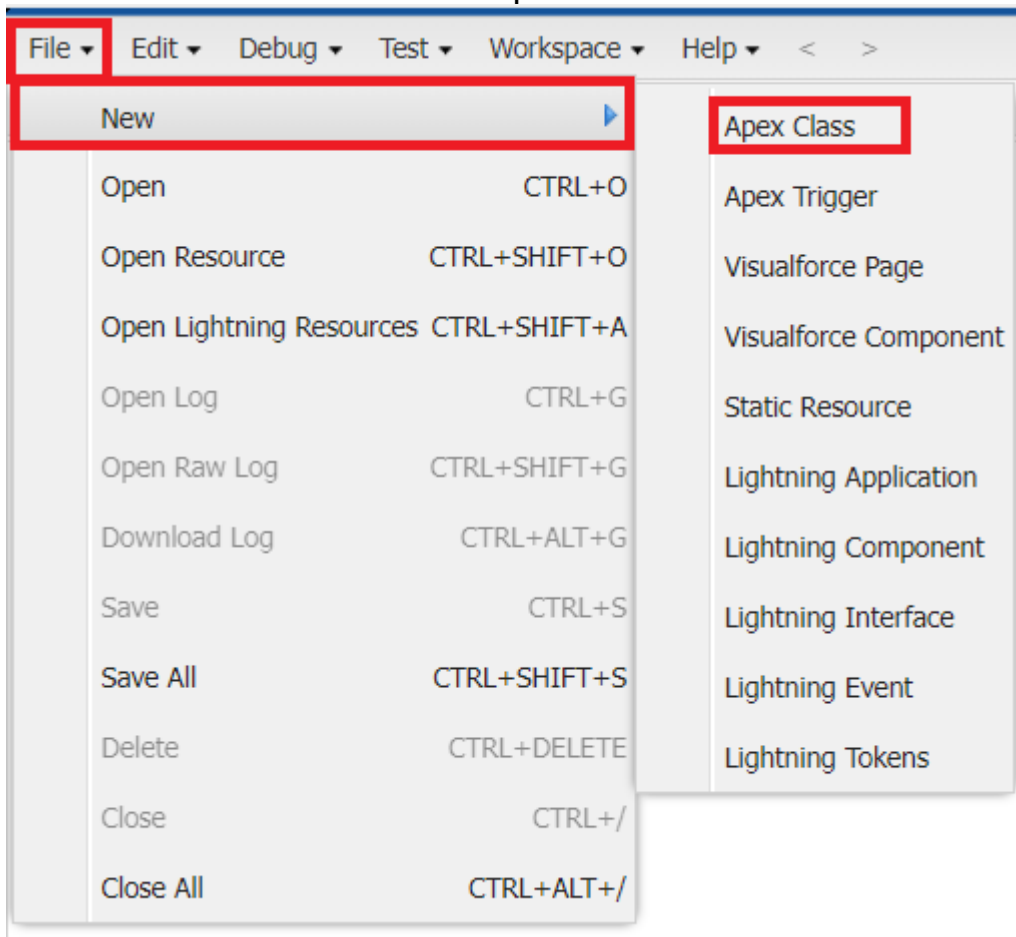 File Edit Debug Test Workspace Help < >
New
Open CTRL+O
Open Resource CTRL+SHIFT+O
Open Lightning Resources CTRL+SHIFT+A
Open Log CTRL+G
Open Raw Log CTRL+SHIFT+G
Download Log CTRL+ALT+G
Save CTRL+S
Save All CTRL+SHIFT+S
Delete CTRL+DELETE
Close CTRL+/
Close All CTRL+ALT+/
Apex Class
Apex Trigger
Visualforce Page
Visualforce Component
Static Resource
Lightning Application
Lightning Component
Lightning Interface
Lightning Event
Lightning Tokens